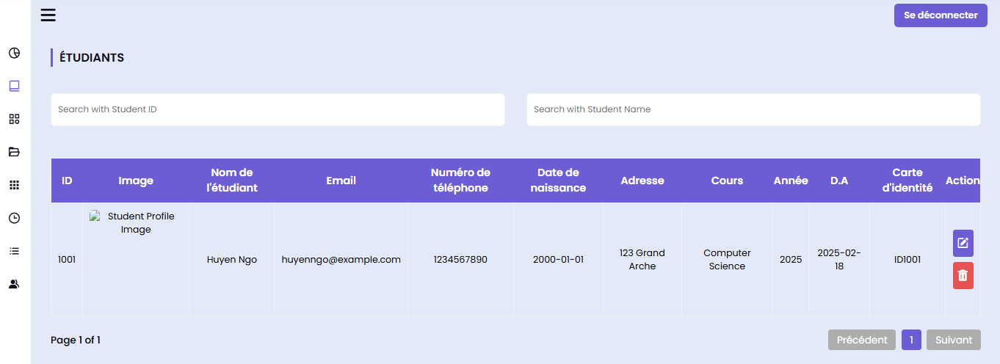 Se déconnecter
ÉTUDIANTS
Search with Student ID
Search with Student Name
ID
Image
Nom de
l'étudiant
Email
Numéro de
téléphone
Date de
naissance
Adresse
Cours
Année
D.A
Carte
d'identité
Action
1001
Student Profile
Image
Huyen Ngo
huyenngo@example.com
1234567890
2000-01-01
123 Grand
Arche
Computer
Science
2025
2025-02-
18
ID1001
Page 1 of 1
Précédent
1
Suivant